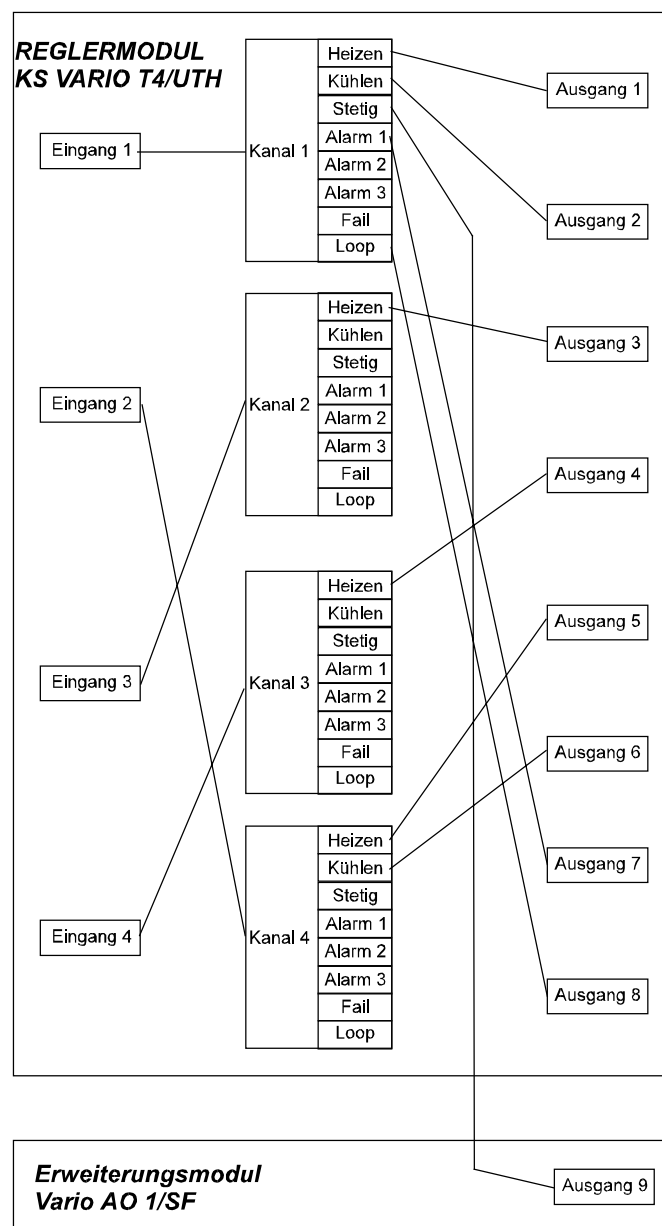 REGLERMODUL
KS VARIO T4/UTH
Eingang 1
Kanal 1
Heizen
Kühlen
Stetig
Alarm 1
Alarm 2
Alarm 3
Fail
Loop
Ausgang 1
Ausgang 2
Eingang 2
Kanal 2
Heizen
Kühlen
Stetig
Alarm 1
Alarm 2
Alarm 3
Fail
Loop
Ausgang 3
Ausgang 4
Eingang 3
Kanal 3
Heizen
Kühlen
Stetig
Alarm 1
Alarm 2
Alarm 3
Fail
Loop
Ausgang 5
Ausgang 6
Eingang 4
Kanal 4
Heizen
Kühlen
Stetig
Alarm 1
Alarm 2
Alarm 3
Fail
Loop
Ausgang 7
Ausgang 8
Erweiterungsmodul
Vario AO 1/SF
Ausgang 9